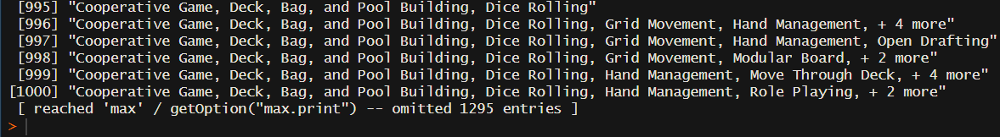 [995] "Cooperative Game, Deck, Bag, and Pool Building, Dice Rolling"
[996] "Cooperative Game, Deck, Bag, and Pool Building, Dice Rolling, Grid Movement, Hand Management, + 4 more"
[997] "Cooperative Game, Deck, Bag, and Pool Building, Dice Rolling, Grid Movement, Hand Management, Open Drafting"
[998] "Cooperative Game, Deck, Bag, and Pool Building, Dice Rolling, Grid Movement, Modular Board, + 2 more"
[999] "Cooperative Game, Deck, Bag, and Pool Building, Dice Rolling, Hand Management, Move Through Deck, + 4 more"
[1000] "Cooperative Game, Deck, Bag, and Pool Building, Dice Rolling, Hand Management, Role Playing, + 2 more"
[ reached 'max' / getOption("max.print") -- omitted 1295 entries ]
>